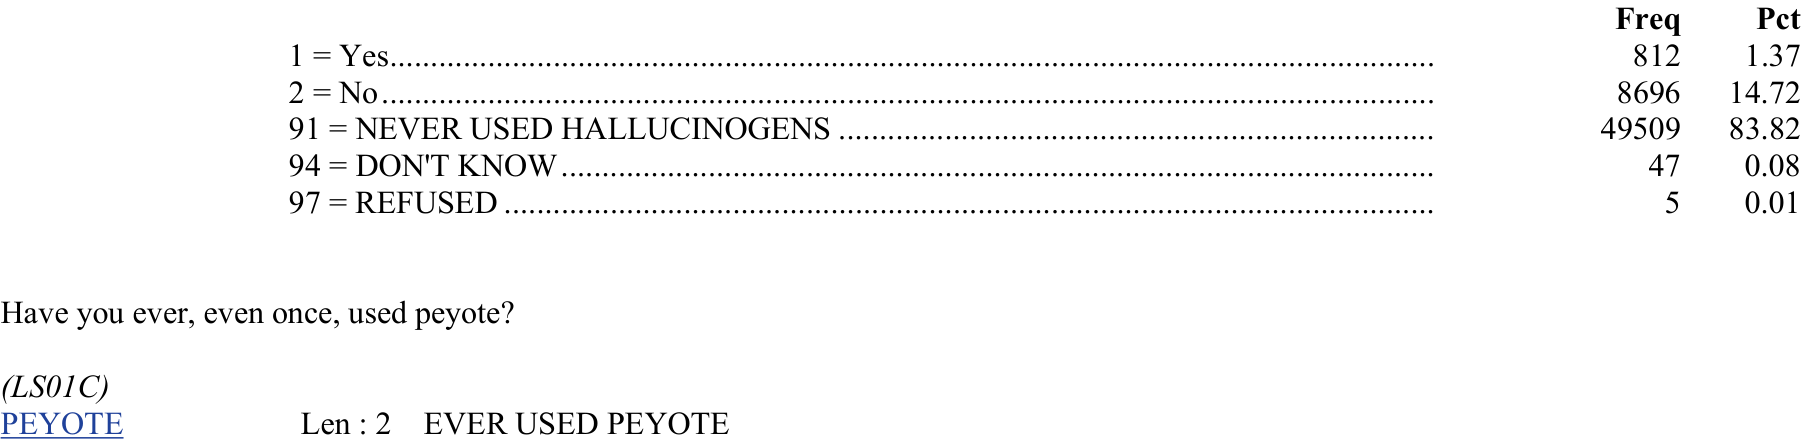 Freq Pct
1 = Yes........................................................................................................................ 812 1.37
2 = No......................................................................................................................... 8696 14.72
91 = NEVER USED HALLUCINOGENS ..................................................................... 49509 83.82
94 = DON'T KNOW..................................................................................................... 47 0.08
97 = REFUSED ............................................................................................................ 5 0.01
Have you ever, even once, used peyote?
(LS01C)
PEYOTE Len : 2 EVER USED PEYOTE